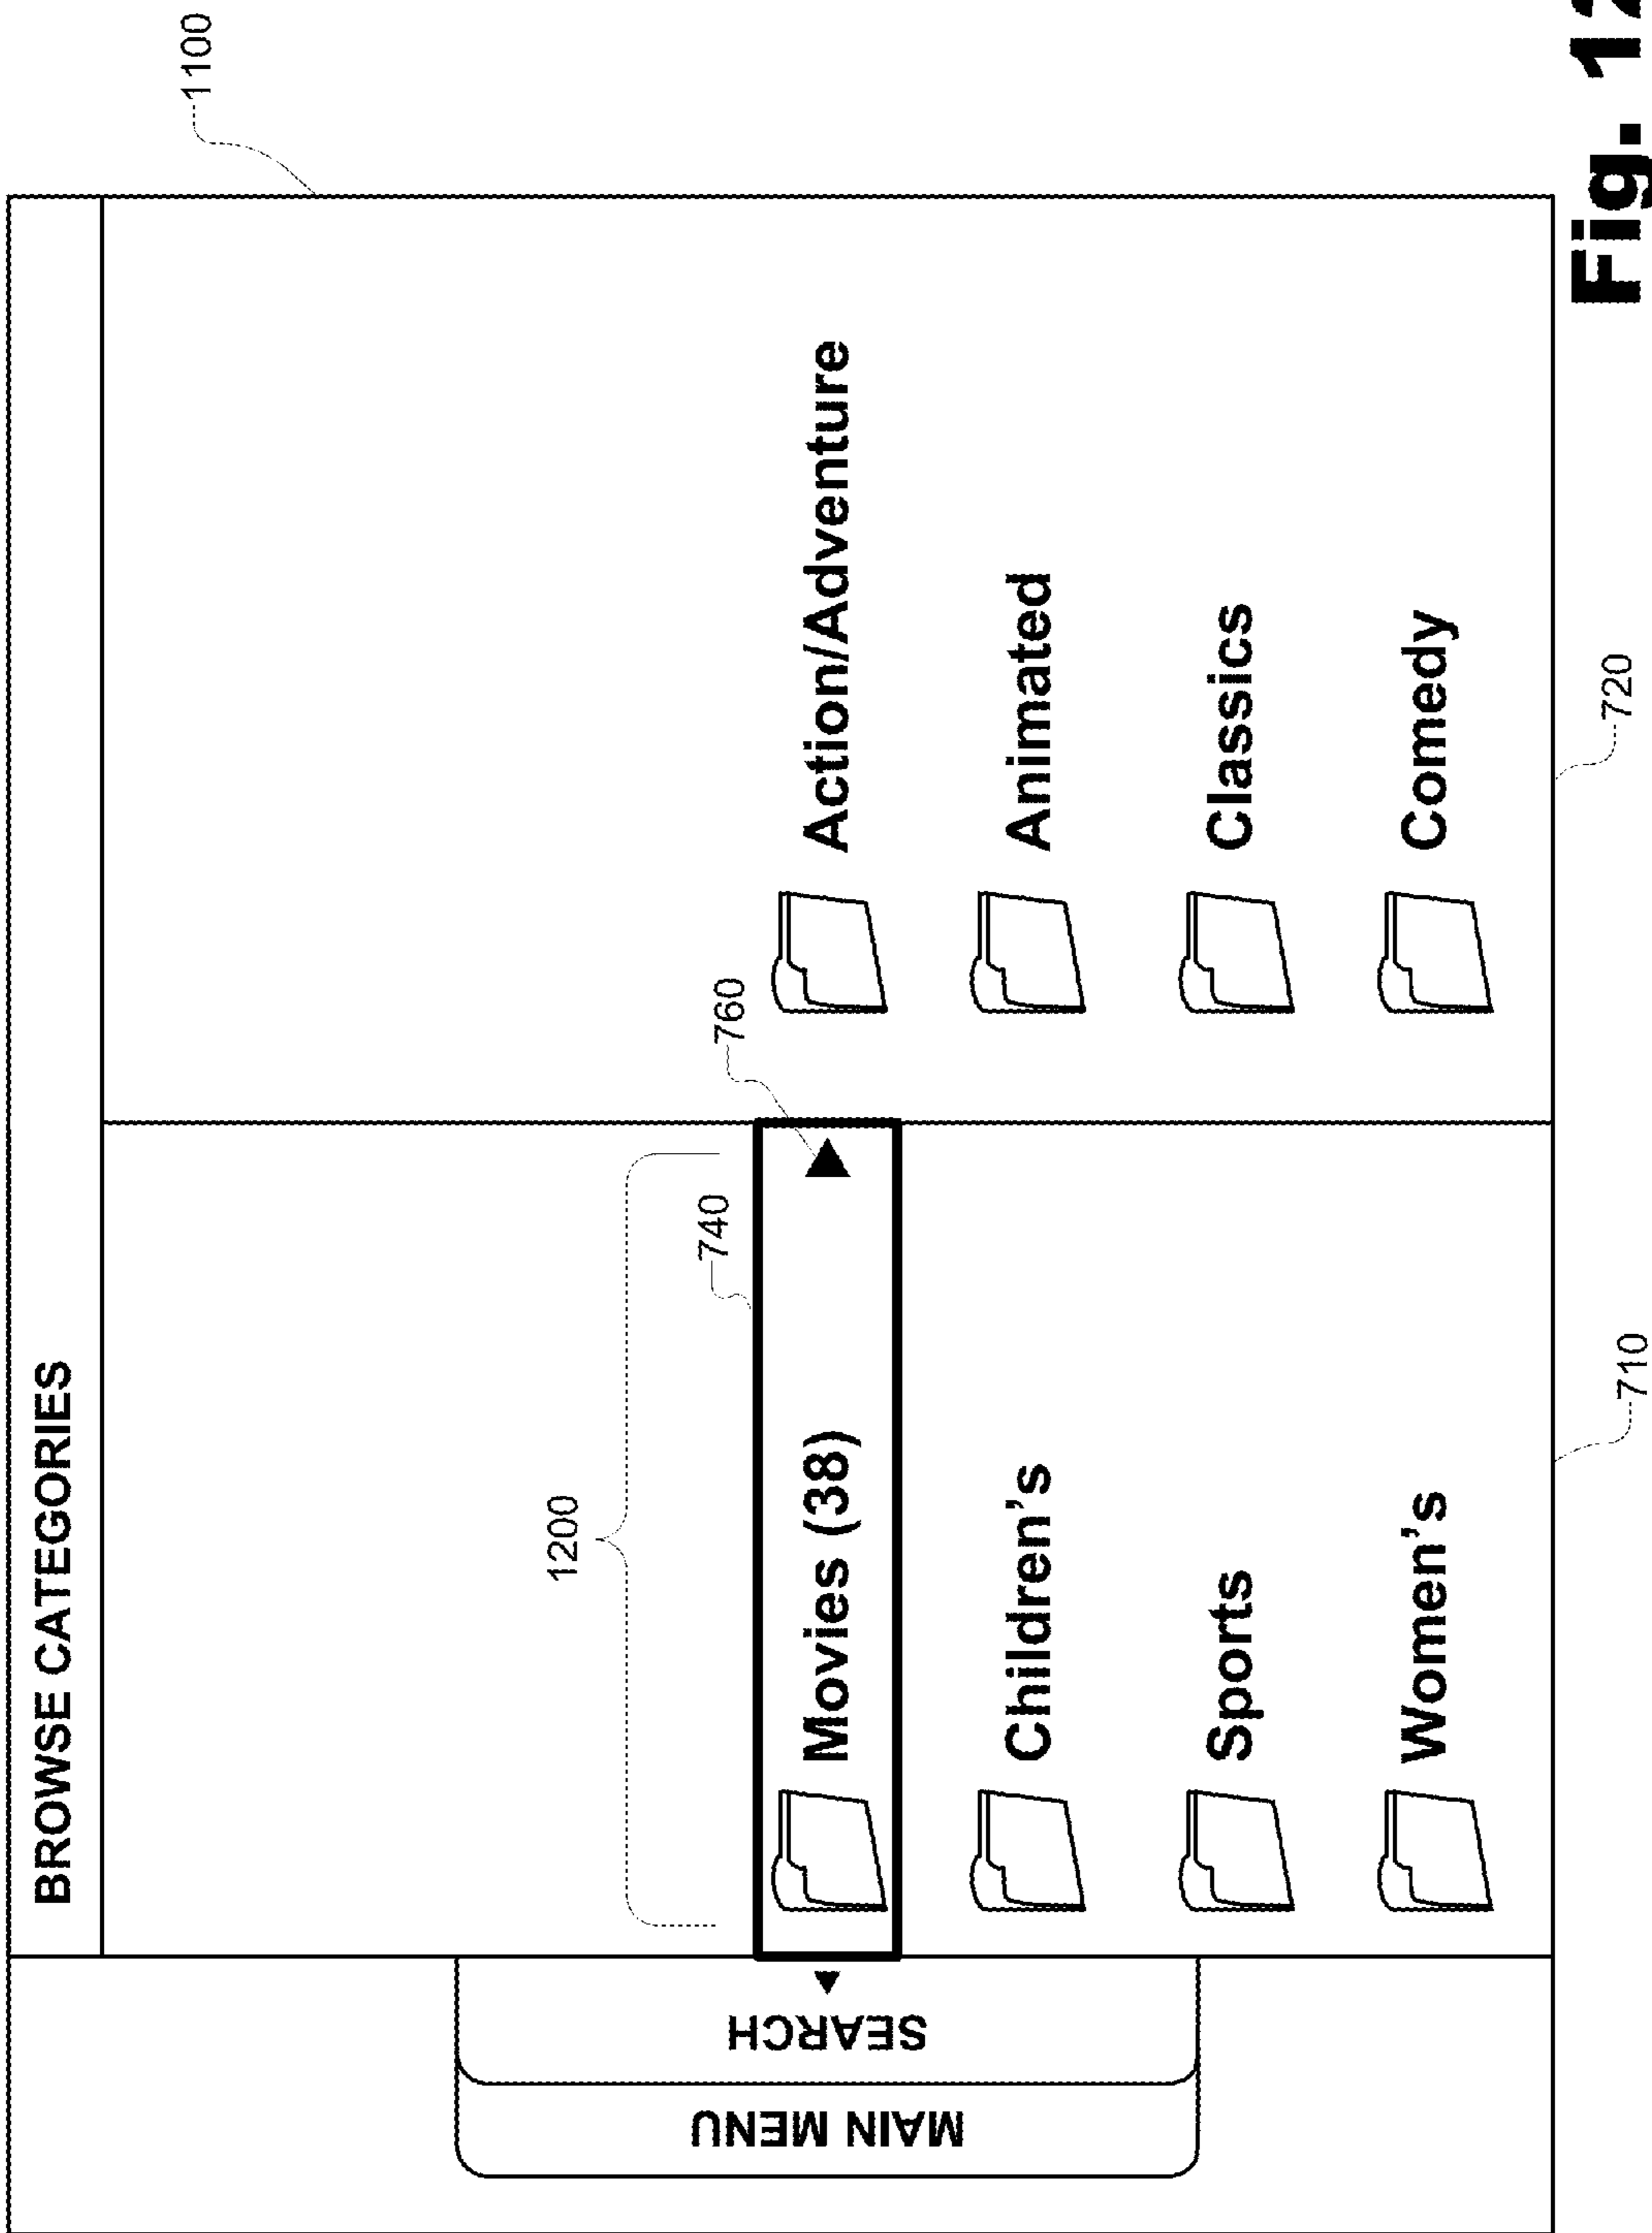 BROWSE CATEGORIES
1100
MAIN MENU
SEARCH
1200
740
760
Movies (38)
Children's
Sports
Women's
Action/Adventure
Animated
Classics
Comedy
710
720
Fig. 12